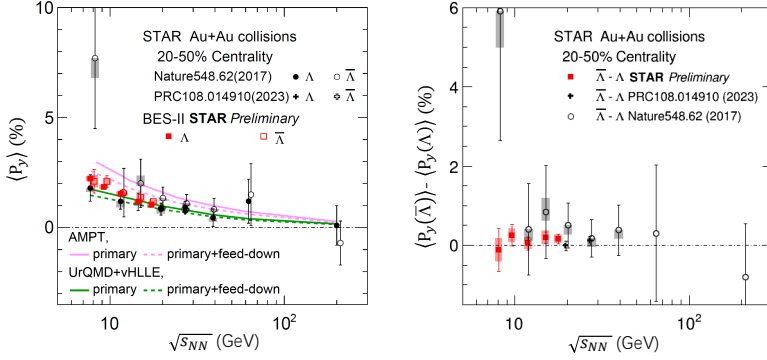 10
5
0
10
10²
⟨P_y⟩ (%)
√s_NN (GeV)
STAR Au+Au collisions
20-50% Centrality
Nature548.62(2017) Λ Λ̅
PRC108.014910(2023) Λ Λ̅
BES-II STAR Preliminary
Λ Λ̅
AMPT,
primary primary+feed-down
UrQMD+vHLLE,
primary primary+feed-down
6
4
2
0
10
10²
⟨P_y(Λ̅)⟩ - ⟨P_y(Λ)⟩ (%)
√s_NN (GeV)
STAR Au+Au collisions
20-50% Centrality
Λ̅ - Λ STAR Preliminary
Λ̅ - Λ PRC108.014910 (2023)
Λ̅ - Λ Nature548.62 (2017)